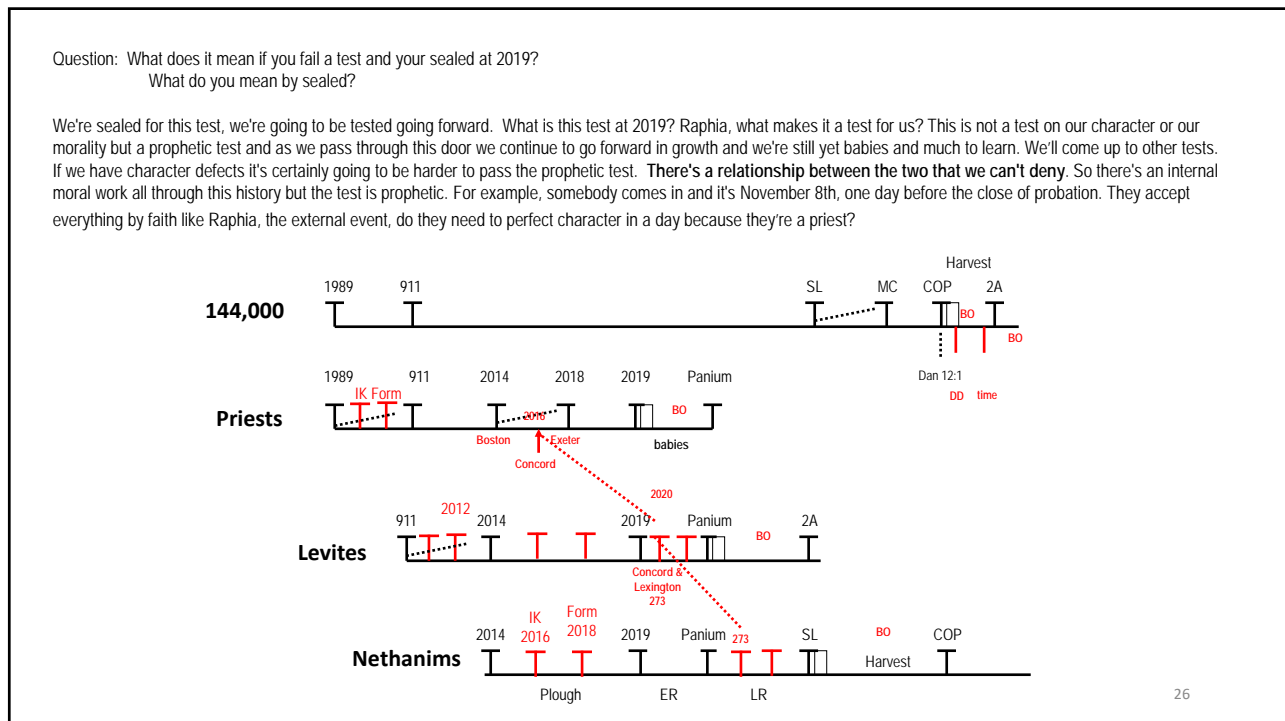 Question: What does it mean if you fail a test and your sealed at 2019?
What do you mean by sealed?
We're sealed for this test, we're going to be tested going forward. What is this test at 2019? Raphia, what makes it a test for us? This is not a test on our character or our
morality but a prophetic test and as we pass through this door we continue to go forward in growth and we're still yet babies and much to learn. We'll come up to other tests.
If we have character defects it's certainly going to be harder to pass the prophetic test. There's a relationship between the two that we can't deny. So there's an internal
moral work all through this history but the test is prophetic. For example, somebody comes in and it's November 8th, one day before the close of probation. They accept
everything by faith like Raphia, the external event, do they need to perfect character in a day because they're a priest?
Harvest
1989 911 SL MC COP 2A
144,000
BO
BO
Dan 12:1
DD time
1989 911 2014 2018 2019 Panium
IK Form
Priests
2016
BO
Boston Exeter babies
Concord
2020
2012
911 2014 2019 Panium 2A
BO
Levites
Concord &
Lexington
273
IK Form
2014 2016 2018 2019 Panium 273 SL BO COP
Nethanims
Harvest
Plough ER LR
26